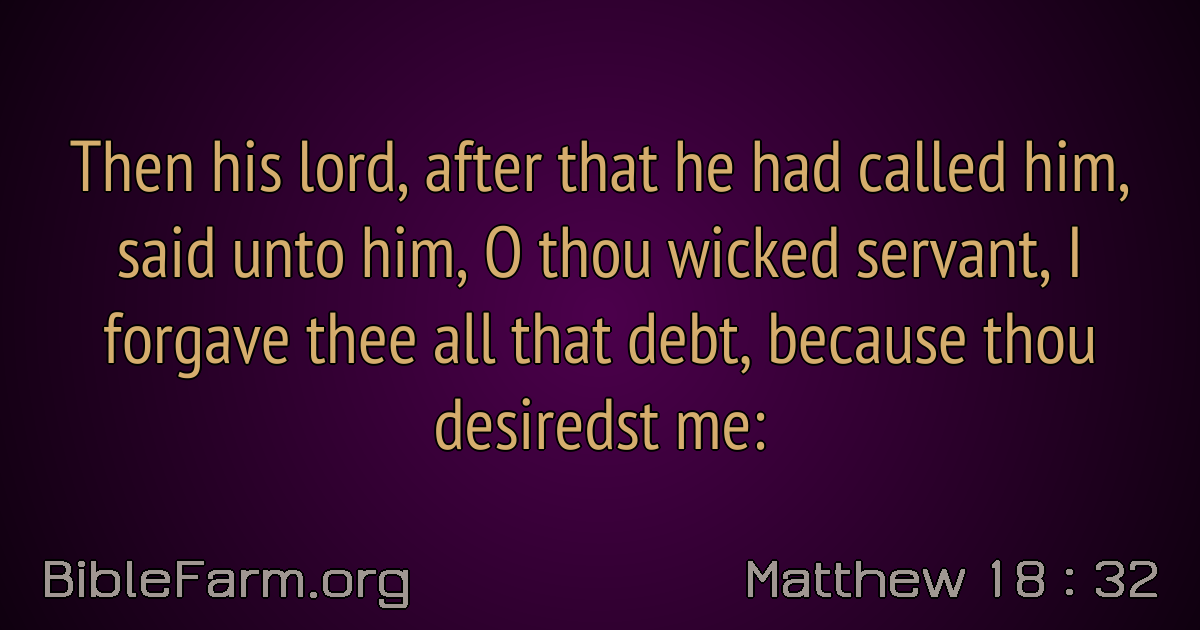 Then his lord, after that he had called him,
said unto him, O thou wicked servant, I
forgave thee all that debt, because thou
desiredst me:
BibleFarm.org
Matthew 18 : 32